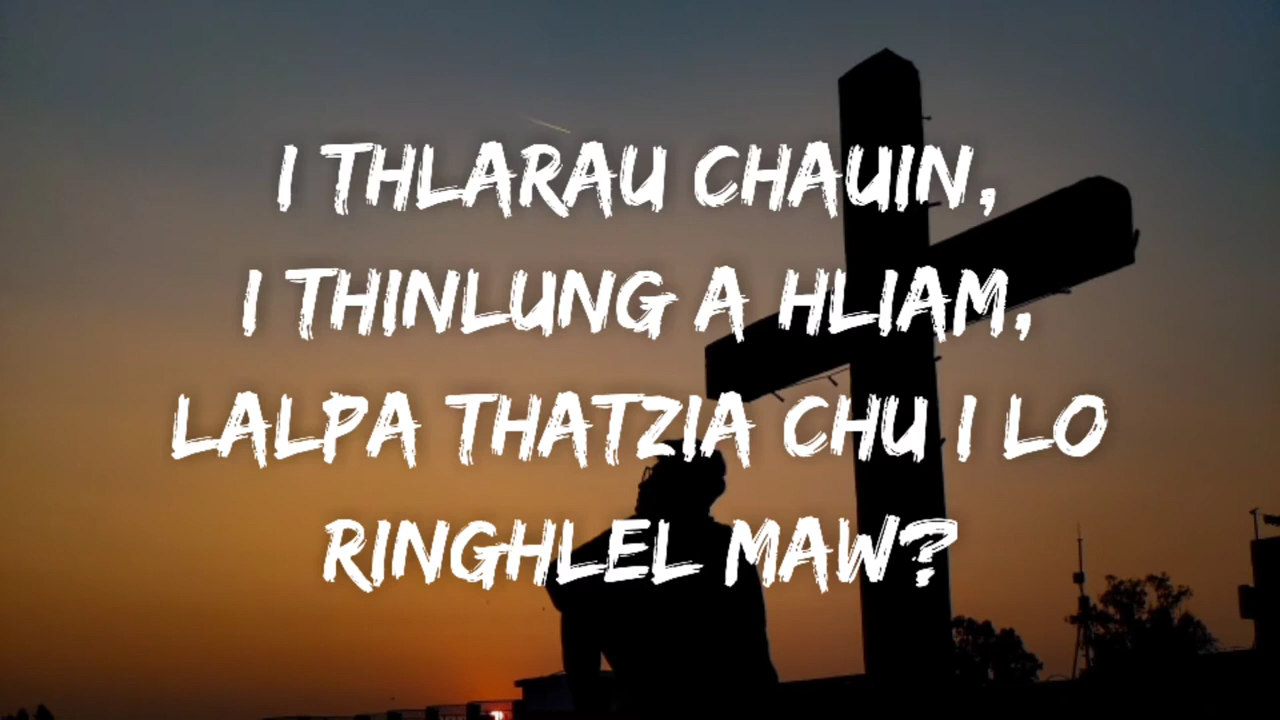 I THLARAU CHAUIN,
I THINLUNG A HLIAM,
LALPA THATZIA CHU I LO
RINGHLEL MAW?